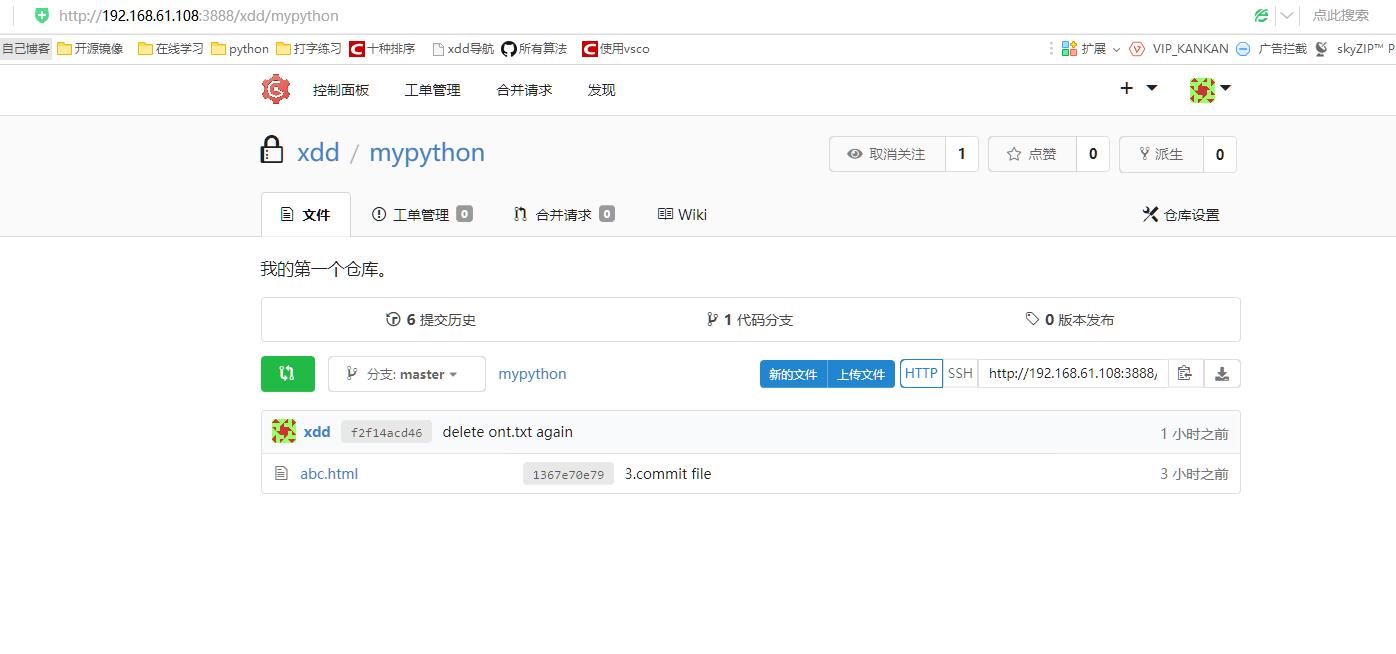 http://192.168.61.108:3888/xdd/mypython 点此搜索
自己博客 开源镜像 在线学习 python 打字练习 十种排序 xdd导航 所有算法 使用vsco 扩展 VIP_KANKAN 广告拦截 skyZIP™ P
控制面板 工单管理 合并请求 发现
xdd / mypython 取消关注 1 点赞 0 派生 0
文件 工单管理 0 合并请求 0 Wiki 仓库设置
我的第一个仓库。
6 提交历史 1 代码分支 0 版本发布
分支: master mypython 新的文件 上传文件 HTTP SSH http://192.168.61.108:3888/
xdd f2f14acd46 delete ont.txt again 1 小时之前
abc.html 1367e70e79 3.commit file 3 小时之前